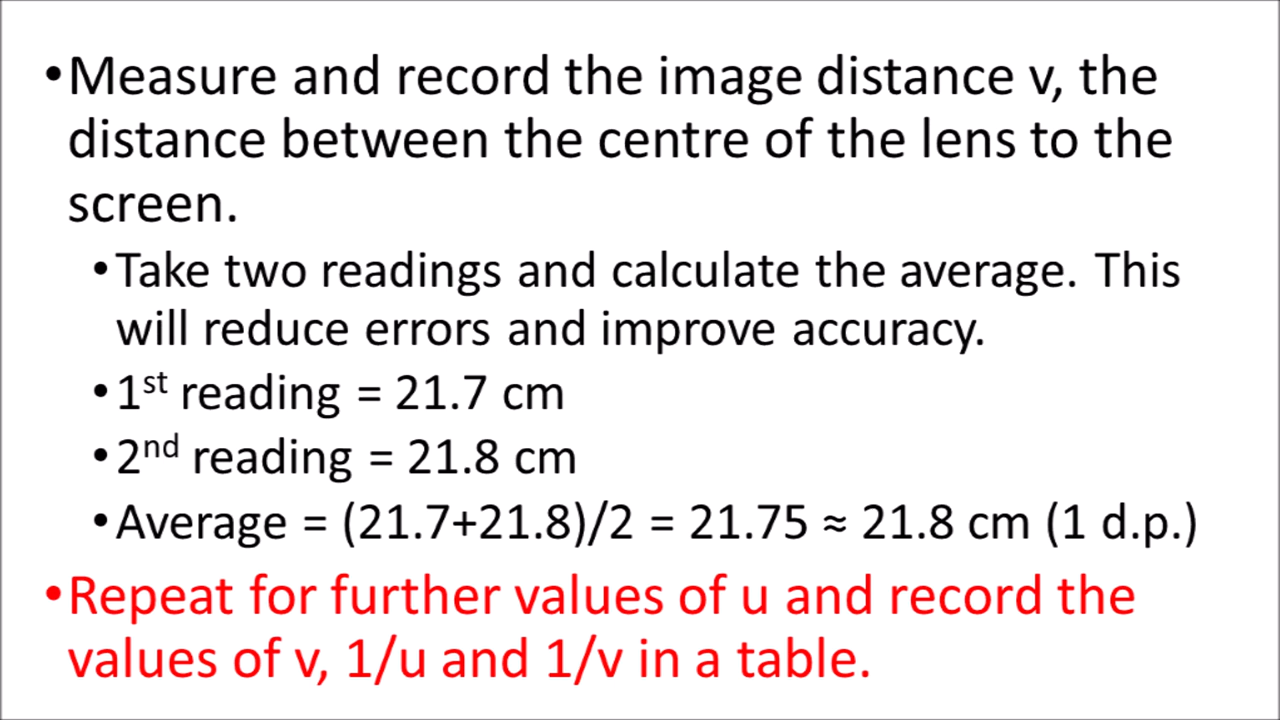 •Measure and record the image distance v, the
distance between the centre of the lens to the
screen.
•Take two readings and calculate the average. This
will reduce errors and improve accuracy.
•1st reading = 21.7 cm
•2nd reading = 21.8 cm
•Average = (21.7+21.8)/2 = 21.75 ≈ 21.8 cm (1 d.p.)
•Repeat for further values of u and record the
values of v, 1/u and 1/v in a table.